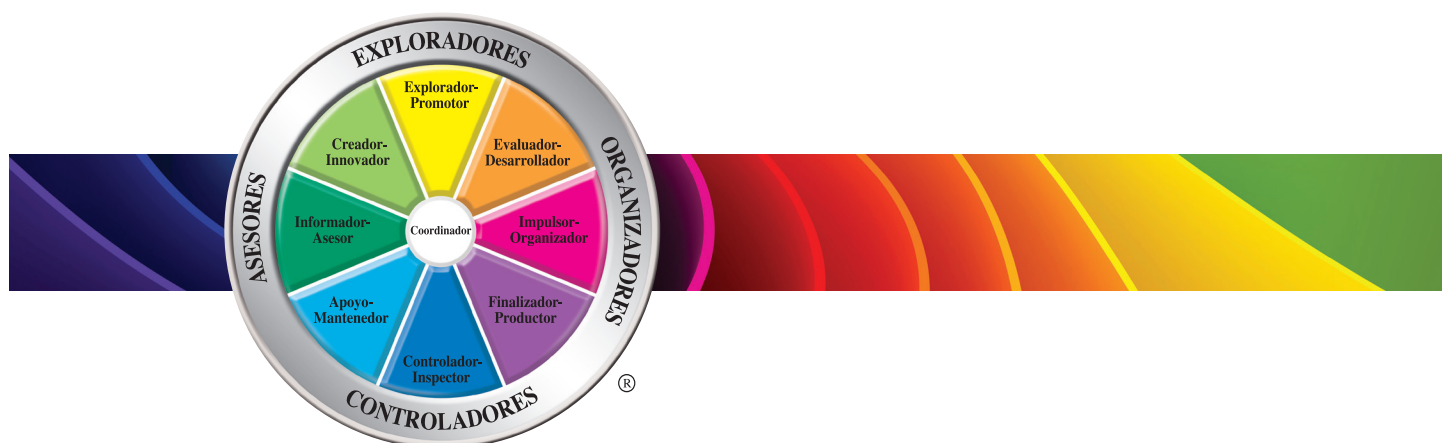 EXPLORADORES
Explorador-
Promotor
Creador-
Innovador
Evaluador-
Desarrollador
ORGANIZADORES
ASESORES
Informador-
Asesor
Coordinador
Impulsor-
Organizador
Apoyo-
Mantenedor
Finalizador-
Productor
Controlador-
Inspector
CONTROLADORES
®